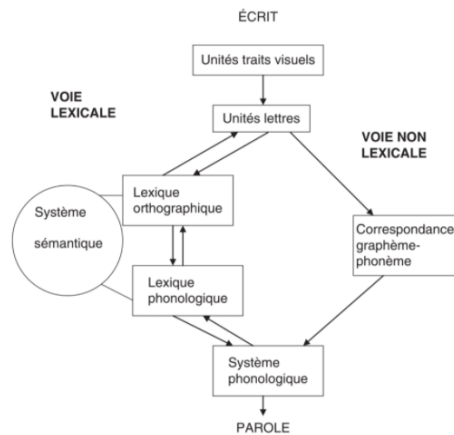 ÉCRIT
Unités traits visuels
VOIE
LEXICALE
Unités lettres
VOIE NON
LEXICALE
Lexique
orthographique
Système
sémantique
Correspondance
graphème-
phonème
Lexique
phonologique
Système
phonologique
PAROLE